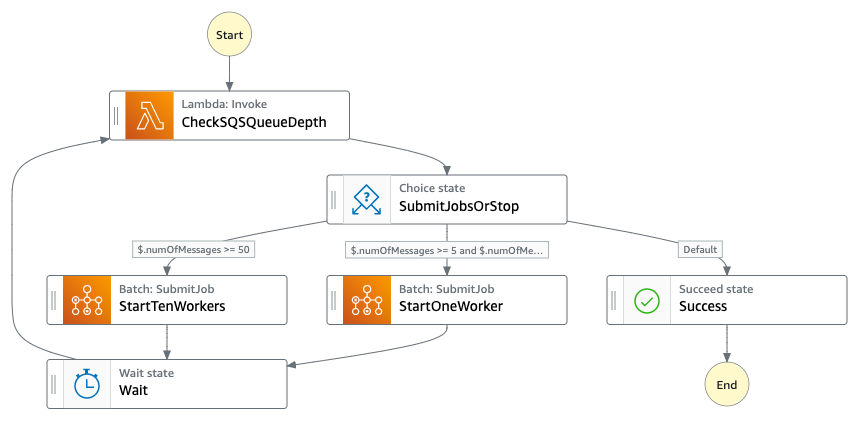 Start
Lambda: Invoke
CheckSQSQueueDepth
Choice state
SubmitJobsOrStop
$.numOfMessages >= 50
$.numOfMessages >= 5 and $.numOfMe...
Default
Batch: SubmitJob
StartTenWorkers
Batch: SubmitJob
StartOneWorker
Succeed state
Success
Wait state
Wait
End